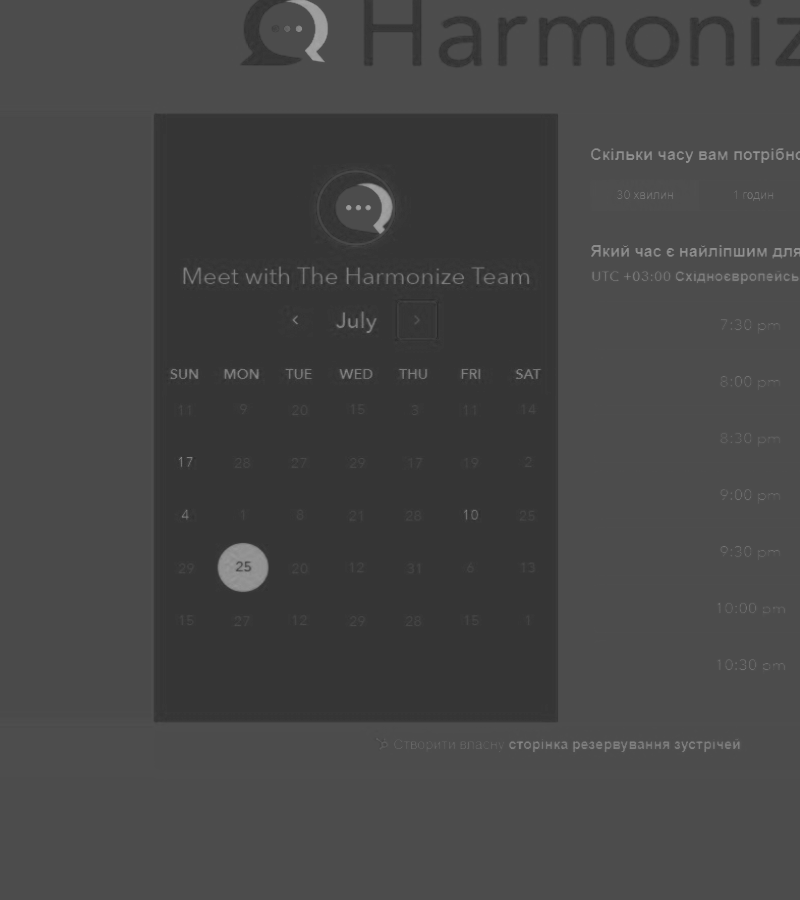 Harmoniz
Meet with The Harmonize Team
July
SUN MON TUE WED THU FRI SAT
11 9 20 15 3 11 14
17 28 27 29 17 19 2
4 1 8 21 28 10 25
29 25 20 12 31 6 13
15 27 12 29 28 15 1
Скільки часу вам потрібно
30 хвилин 1 годин
Який час є найліпшим для
UTC +03:00 Східноєвропейсь
7:30 pm
8:00 pm
8:30 pm
9:00 pm
9:30 pm
10:00 pm
10:30 pm
Створити власну сторінка резервування зустрічей